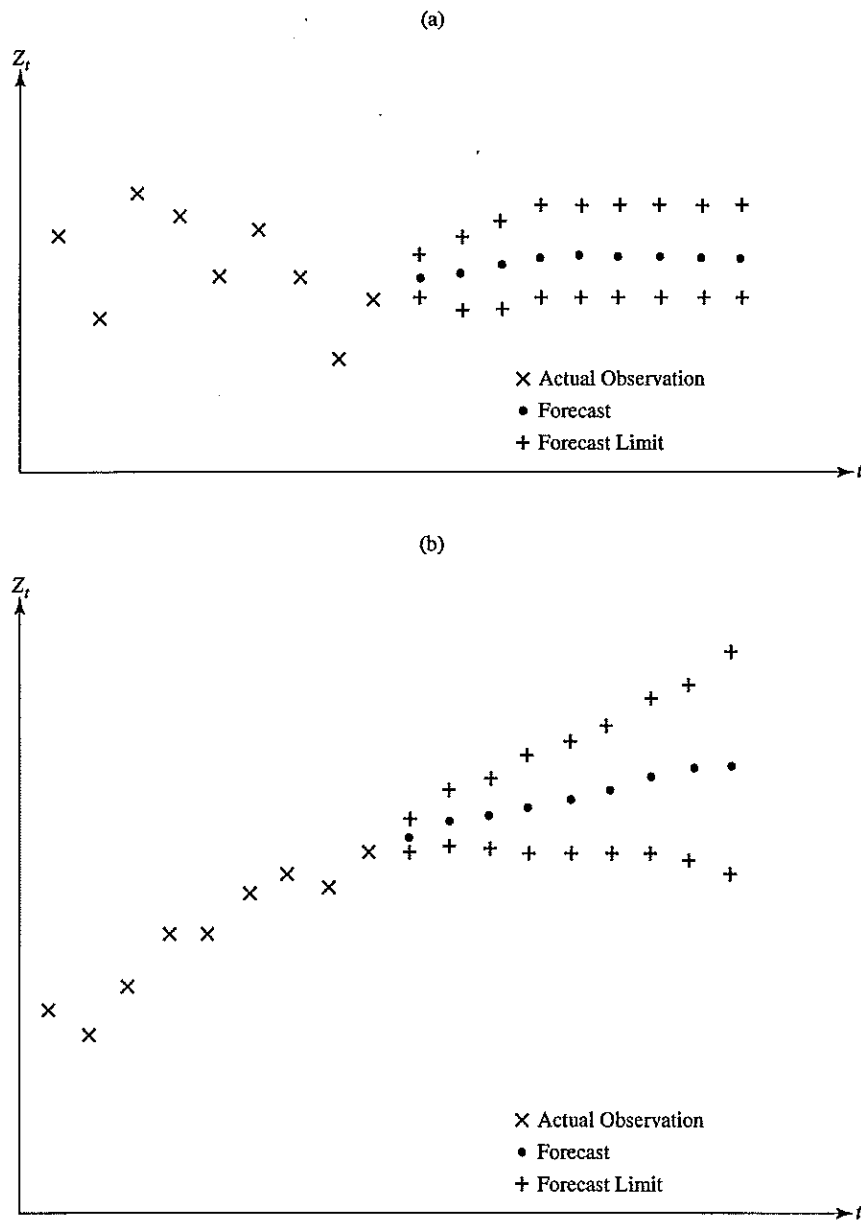 (a)
Z_t
× Actual Observation
• Forecast
+ Forecast Limit
t
(b)
Z_t
× Actual Observation
• Forecast
+ Forecast Limit
t